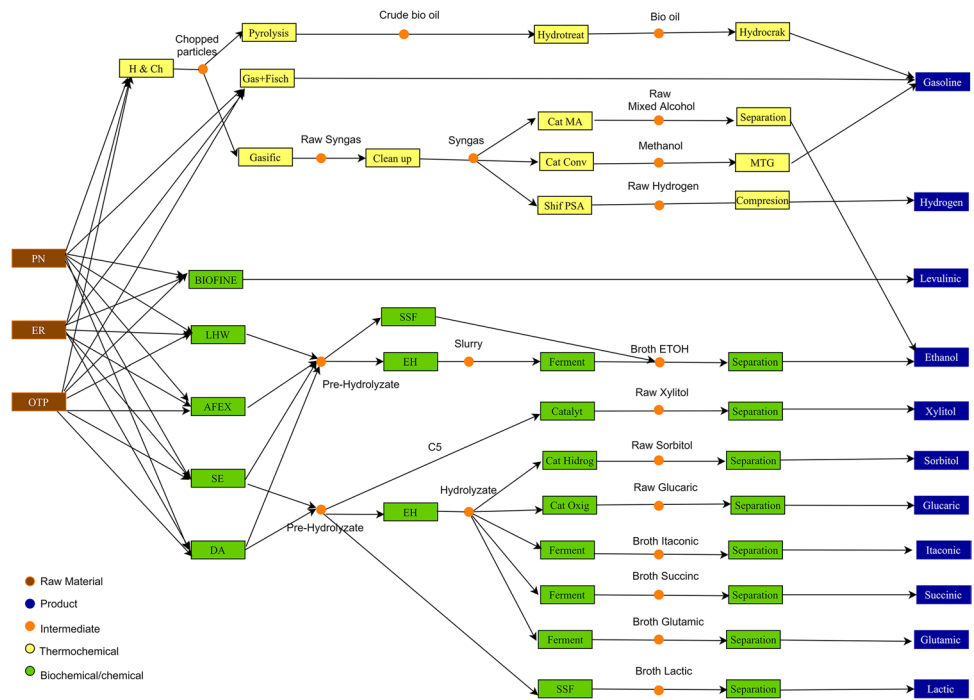 Crude bio oil
Bio oil
Chopped
particles
Pyrolysis
Hydrotreat
Hydrocrak
H & Ch
Gas+Fisch
Gasoline
Raw
Mixed Alcohol
Cat MA
Separation
Raw Syngas
Syngas
Methanol
Gasific
Clean up
Cat Conv
MTG
Raw Hydrogen
Shif PSA
Compresion
Hydrogen
PN
BIOFINE
Levulinic
SSF
ER
LHW
Slurry
Broth ETOH
EH
Ferment
Separation
Ethanol
Pre-Hydrolyzate
OTP
AFEX
Raw Xylitol
Catalyt
Separation
Xylitol
C5
Raw Sorbitol
Cat Hidrog
Separation
Sorbitol
SE
Hydrolyzate
Raw Glucaric
Cat Oxig
Separation
Glucaric
EH
Pre-Hydrolyzate
Broth Itaconic
DA
Ferment
Separation
Itaconic
Raw Material
Broth Succinc
Product
Ferment
Separation
Succinic
Intermediate
Broth Glutamic
Thermochemical
Ferment
Separation
Glutamic
Biochemical/chemical
Broth Lactic
SSF
Separation
Lactic